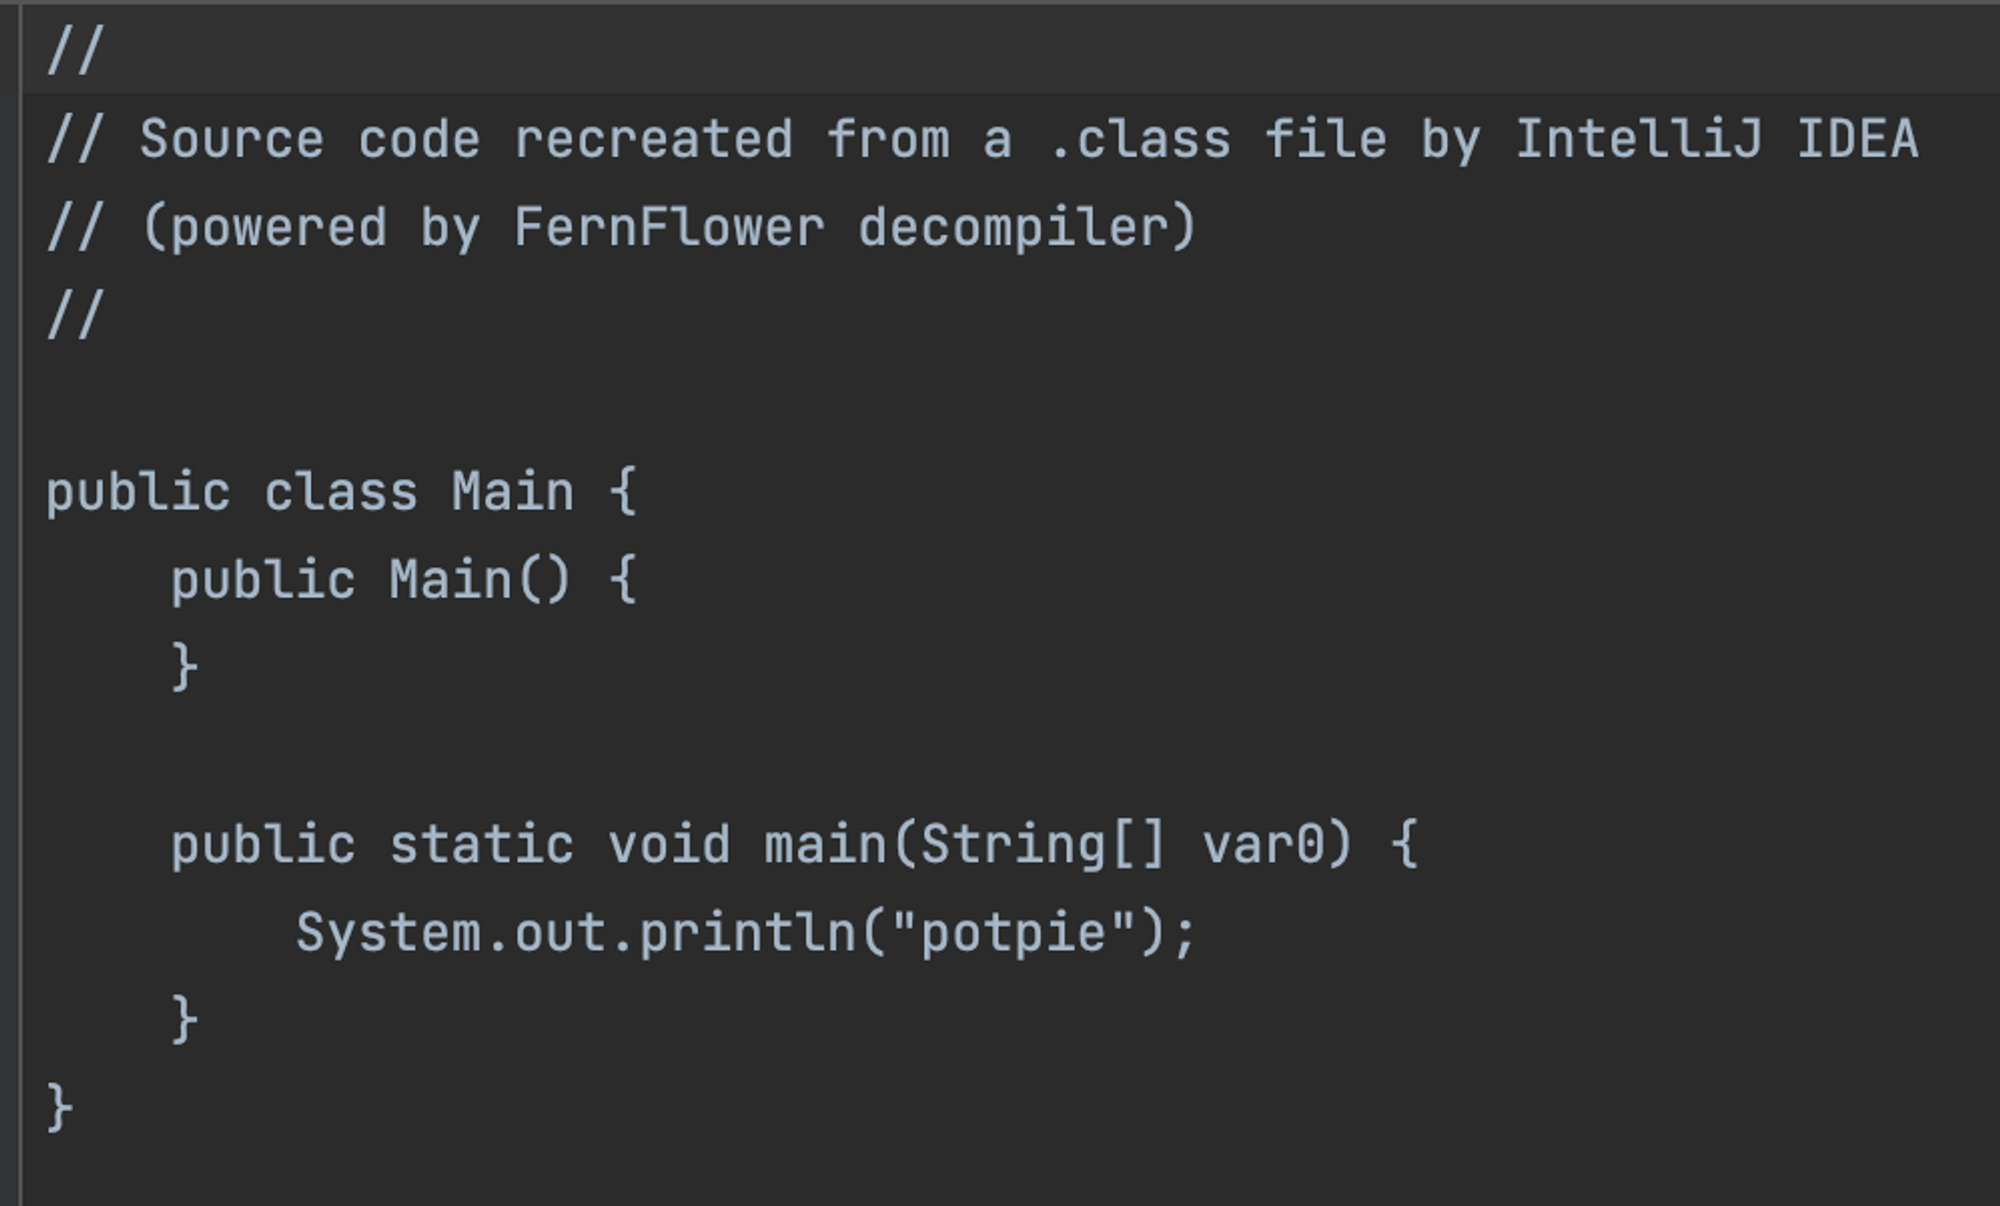 //
// Source code recreated from a .class file by IntelliJ IDEA
// (powered by FernFlower decompiler)
//
public class Main {
    public Main() {
    }
    public static void main(String[] var0) {
        System.out.println("potpie");
    }
}